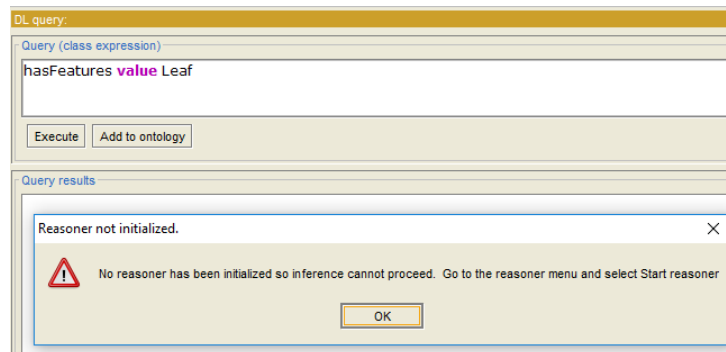 DL query:
Query (class expression)
hasFeatures value Leaf
Execute Add to ontology
Query results
Reasoner not initialized.
No reasoner has been initialized so inference cannot proceed. Go to the reasoner menu and select Start reasoner
OK